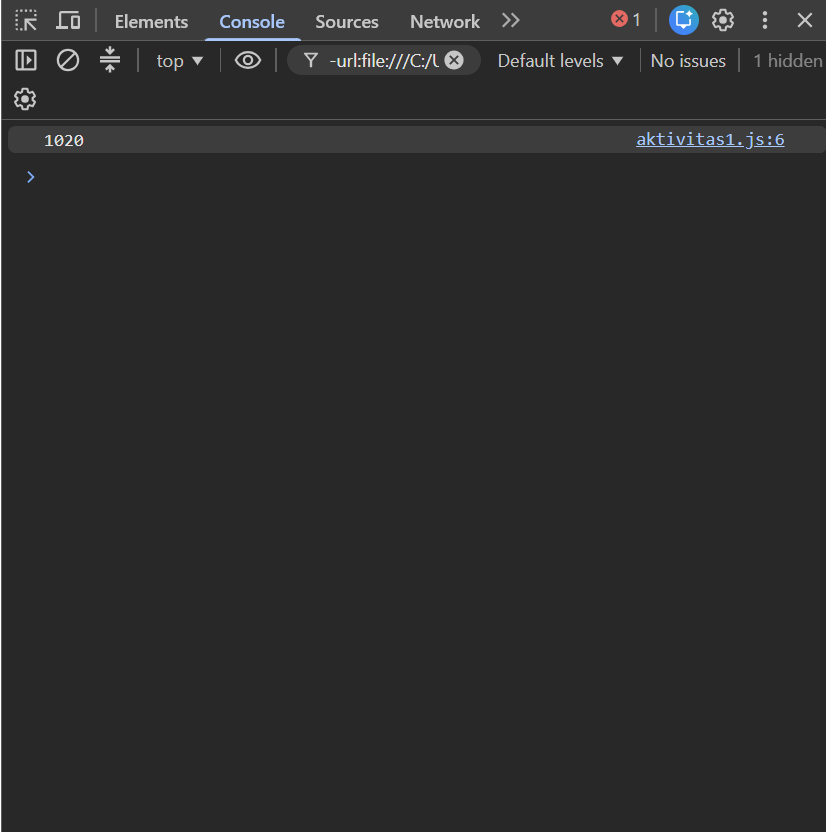 Elements Console Sources Network 1
top -url:file:///C:/U Default levels No issues 1 hidden
1020 aktivitas1.js:6